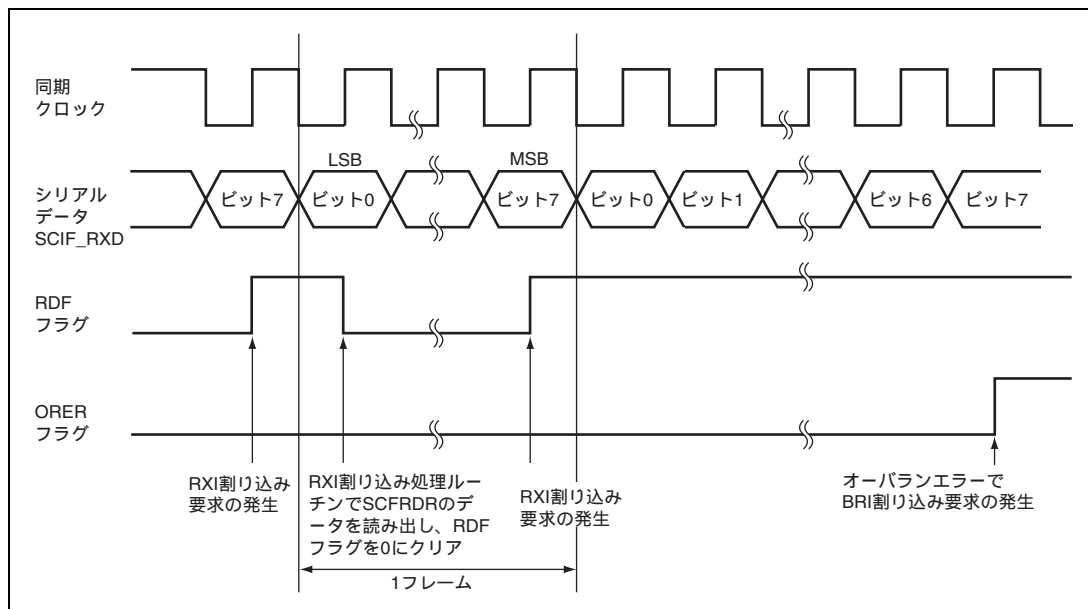 同期
クロック
LSB
MSB
シリアル
データ
SCIF_RXD
ビット7
ビット0
ビット7
ビット0
ビット1
ビット6
ビット7
RDF
フラグ
ORER
フラグ
RXI割り込み
要求の発生
RXI割り込み処理ルー
チンでSCFRDRのデ
ータを読み出し、RDF
フラグを0にクリア
RXI割り込み
要求の発生
オーバランエラーで
BRI割り込み要求の発生
1フレーム